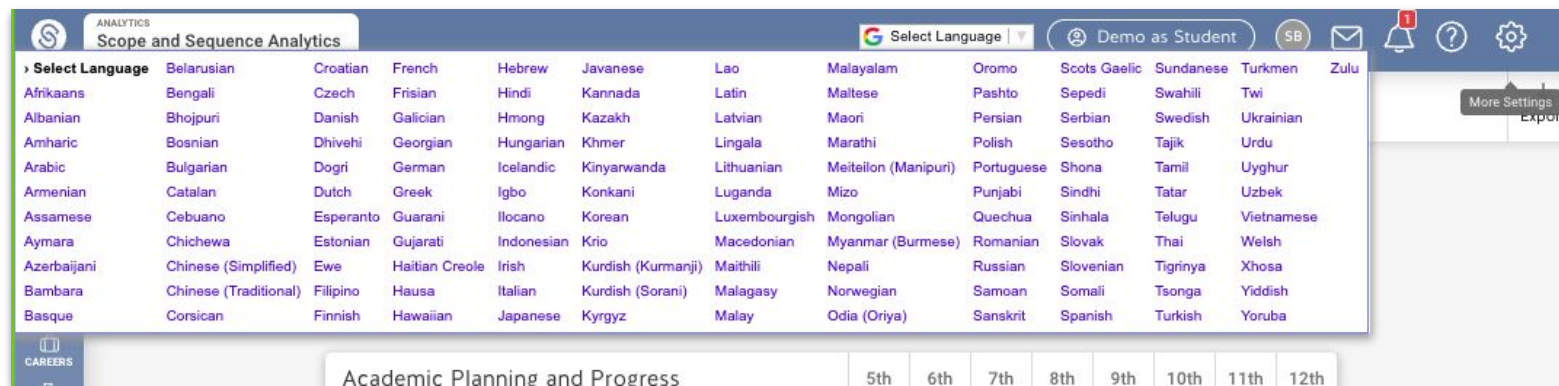 ANALYTICS
Scope and Sequence Analytics
Select Language
Demo as Student
SB
1
› Select Language Belarusian Croatian French Hebrew Javanese Lao Malayalam Oromo Scots Gaelic Sundanese Turkmen Zulu
Afrikaans Bengali Czech Frisian Hindi Kannada Latin Maltese Pashto Sepedi Swahili Twi
More Settings
Albanian Bhojpuri Danish Galician Hmong Kazakh Latvian Maori Persian Serbian Swedish Ukrainian
Amharic Bosnian Dhivehi Georgian Hungarian Khmer Lingala Marathi Polish Sesotho Tajik Urdu
Arabic Bulgarian Dogri German Icelandic Kinyarwanda Lithuanian Meiteilon (Manipuri) Portuguese Shona Tamil Uyghur
Armenian Catalan Dutch Greek Igbo Konkani Luganda Mizo Punjabi Sindhi Tatar Uzbek
Assamese Cebuano Esperanto Guarani Ilocano Korean Luxembourgish Mongolian Quechua Sinhala Telugu Vietnamese
Aymara Chichewa Estonian Gujarati Indonesian Krio Macedonian Myanmar (Burmese) Romanian Slovak Thai Welsh
Azerbaijani Chinese (Simplified) Ewe Haitian Creole Irish Kurdish (Kurmanji) Maithili Nepali Russian Slovenian Tigrinya Xhosa
Bambara Chinese (Traditional) Filipino Hausa Italian Kurdish (Sorani) Malagasy Norwegian Samoan Somali Tsonga Yiddish
Basque Corsican Finnish Hawaiian Japanese Kyrgyz Malay Odia (Oriya) Sanskrit Spanish Turkish Yoruba
CAREERS
Academic Planning and Progress 5th 6th 7th 8th 9th 10th 11th 12th